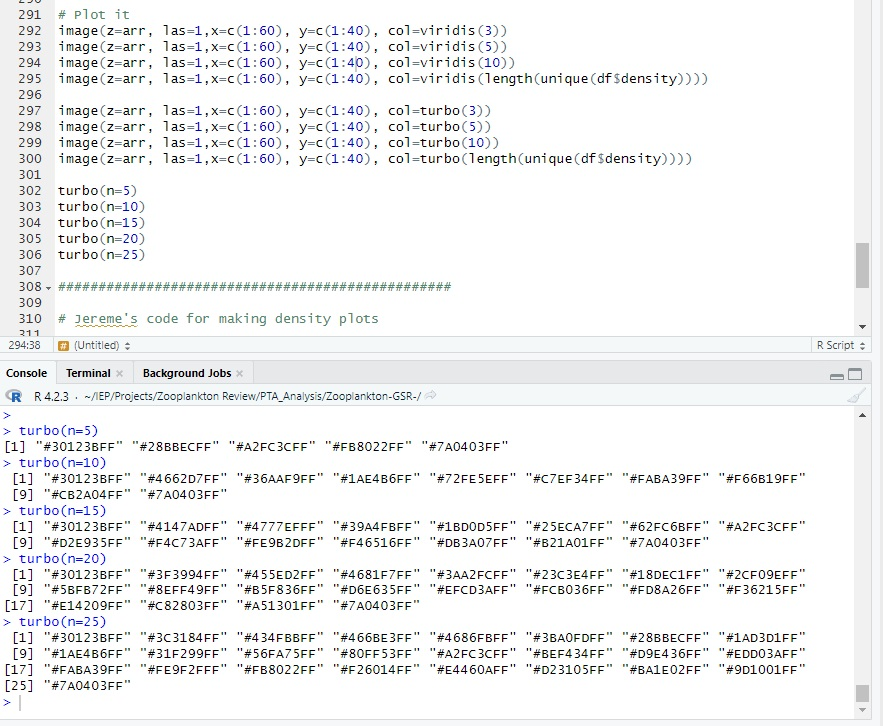 291 # Plot it
292 image(z=arr, las=1,x=c(1:60), y=c(1:40), col=viridis(3))
293 image(z=arr, las=1,x=c(1:60), y=c(1:40), col=viridis(5))
294 image(z=arr, las=1,x=c(1:60), y=c(1:40), col=viridis(10))
295 image(z=arr, las=1,x=c(1:60), y=c(1:40), col=viridis(length(unique(df$density))))
296
297 image(z=arr, las=1,x=c(1:60), y=c(1:40), col=turbo(3))
298 image(z=arr, las=1,x=c(1:60), y=c(1:40), col=turbo(5))
299 image(z=arr, las=1,x=c(1:60), y=c(1:40), col=turbo(10))
300 image(z=arr, las=1,x=c(1:60), y=c(1:40), col=turbo(length(unique(df$density))))
301
302 turbo(n=5)
303 turbo(n=10)
304 turbo(n=15)
305 turbo(n=20)
306 turbo(n=25)
307
308 #################################################
309
310 # Jereme's code for making density plots
311
294:38 # (Untitled) R Script
Console Terminal × Background Jobs ×
R R 4.2.3 · ~/IEP/Projects/Zooplankton Review/PTA_Analysis/Zooplankton-GSR-/
>
> turbo(n=5)
[1] "#30123BFF" "#28BBECFF" "#A2FC3CFF" "#FB8022FF" "#7A0403FF"
> turbo(n=10)
[1] "#30123BFF" "#4662D7FF" "#36AAF9FF" "#1AE4B6FF" "#72FE5EFF" "#C7EF34FF" "#FABA39FF" "#F66B19FF"
[9] "#CB2A04FF" "#7A0403FF"
> turbo(n=15)
[1] "#30123BFF" "#4147ADFF" "#4777EFFF" "#39A4FBFF" "#1BD0D5FF" "#25ECA7FF" "#62FC6BFF" "#A2FC3CFF"
[9] "#D2E935FF" "#F4C73AFF" "#FE9B2DFF" "#F46516FF" "#DB3A07FF" "#B21A01FF" "#7A0403FF"
> turbo(n=20)
[1] "#30123BFF" "#3F3994FF" "#455ED2FF" "#4681F7FF" "#3AA2FCFF" "#23C3E4FF" "#18DEC1FF" "#2CF09EFF"
[9] "#5BFB72FF" "#8EFF49FF" "#B5F836FF" "#D6E635FF" "#EFCD3AFF" "#FCB036FF" "#FD8A26FF" "#F36215FF"
[17] "#E14209FF" "#C82803FF" "#A51301FF" "#7A0403FF"
> turbo(n=25)
[1] "#30123BFF" "#3C3184FF" "#434FBBFF" "#466BE3FF" "#4686FBFF" "#3BA0FDFF" "#28BBECFF" "#1AD3D1FF"
[9] "#1AE4B6FF" "#31F299FF" "#56FA75FF" "#80FF53FF" "#A2FC3CFF" "#BEF434FF" "#D9E436FF" "#EDD03AFF"
[17] "#FABA39FF" "#FE9F2FFF" "#FB8022FF" "#F26014FF" "#E4460AFF" "#D23105FF" "#BA1E02FF" "#9D1001FF"
[25] "#7A0403FF"
>